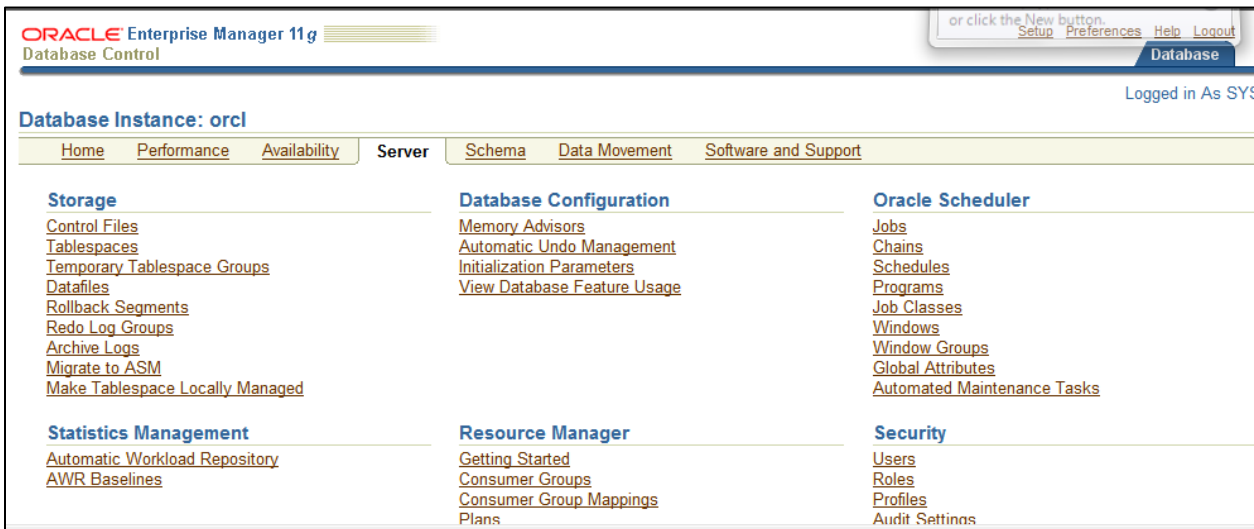 or click the New button.
ORACLE Enterprise Manager 11g
Setup Preferences Help Logout
Database Control
Database
Logged in As SYS
Database Instance: orcl
Home Performance Availability Server Schema Data Movement Software and Support
Storage
Control Files
Tablespaces
Temporary Tablespace Groups
Datafiles
Rollback Segments
Redo Log Groups
Archive Logs
Migrate to ASM
Make Tablespace Locally Managed
Database Configuration
Memory Advisors
Automatic Undo Management
Initialization Parameters
View Database Feature Usage
Oracle Scheduler
Jobs
Chains
Schedules
Programs
Job Classes
Windows
Window Groups
Global Attributes
Automated Maintenance Tasks
Statistics Management
Automatic Workload Repository
AWR Baselines
Resource Manager
Getting Started
Consumer Groups
Consumer Group Mappings
Plans
Security
Users
Roles
Profiles
Audit Settings